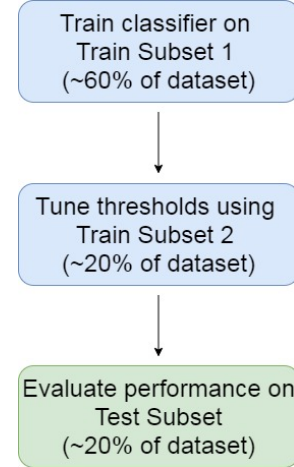 Train classifier on
Train Subset 1
(~60% of dataset)
Tune thresholds using
Train Subset 2
(~20% of dataset)
Evaluate performance on
Test Subset
(~20% of dataset)